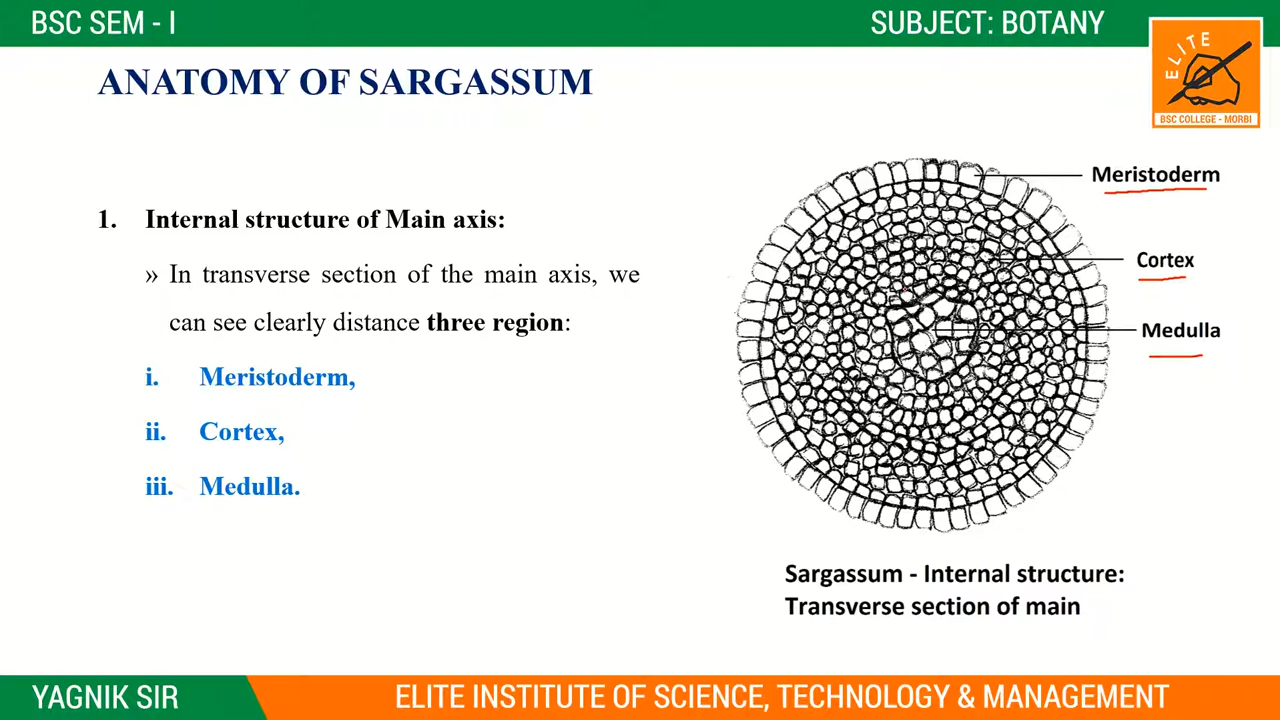 BSC SEM - I
SUBJECT: BOTANY
ANATOMY OF SARGASSUM
ELITE
BSC COLLEGE - MORBI
1. Internal structure of Main axis:
» In transverse section of the main axis, we
can see clearly distance three region:
i. Meristoderm,
ii. Cortex,
iii. Medulla.
Meristoderm
Cortex
Medulla
Sargassum - Internal structure:
Transverse section of main
YAGNIK SIR
ELITE INSTITUTE OF SCIENCE, TECHNOLOGY & MANAGEMENT